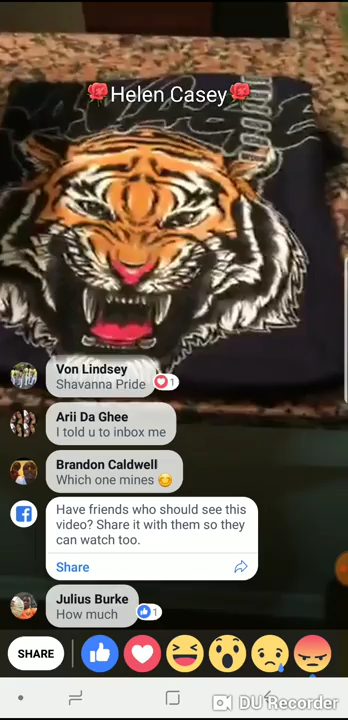 🌹Helen Casey🌹
Von Lindsey
Shavanna Pride
1
Arii Da Ghee
I told u to inbox me
Brandon Caldwell
Which one mines 😊
Have friends who should see this
video? Share it with them so they
can watch too.
Share
Julius Burke
How much
1
SHARE
DU Recorder